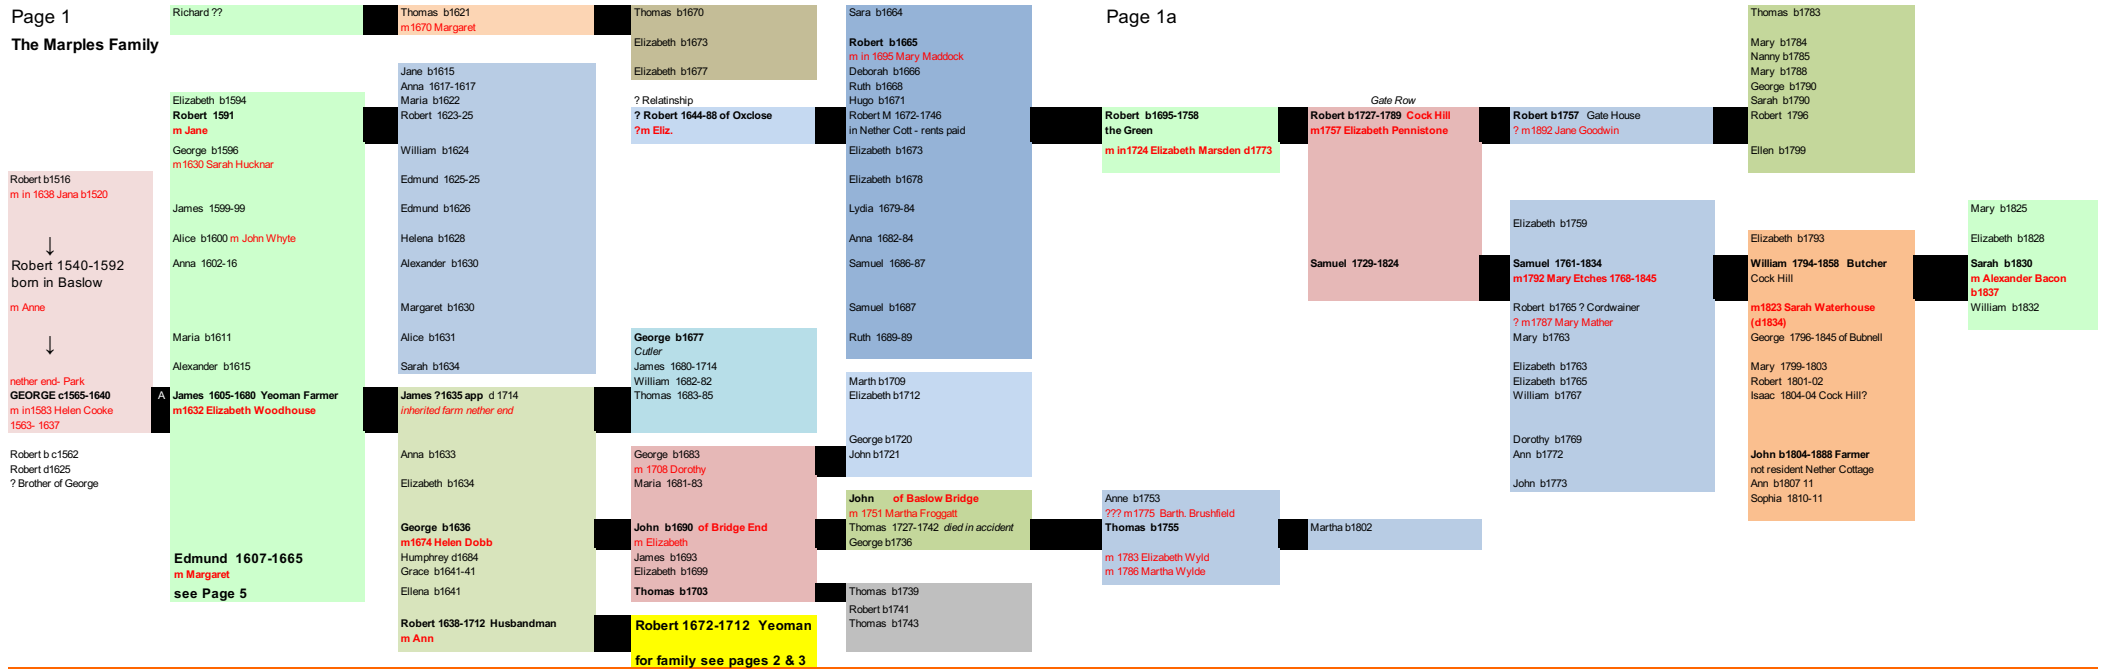 Page 1
The Marples Family
Robert b1516
m in 1638 Jana b1520
↓
Robert 1540-1592
born in Baslow
m Anne
↓
nether end- Park
GEORGE c1565-1640
m in1583 Helen Cooke
1563- 1637
Robert b c1562
Robert d1625
? Brother of George
A
Richard ??
Elizabeth b1594
Robert 1591
m Jane
George b1596
m1630 Sarah Hucknar
James 1599-99
Alice b1600 m John Whyte
Anna 1602-16
Maria b1611
Alexander b1615
James 1605-1680 Yeoman Farmer
m1632 Elizabeth Woodhouse
Edmund 1607-1665
m Margaret
see Page 5
Thomas b1621
m1670 Margaret
Jane b1615
Anna 1617-1617
Maria b1622
Robert 1623-25
William b1624
Edmund 1625-25
Edmund b1626
Helena b1628
Alexander b1630
Margaret b1630
Alice b1631
Sarah b1634
James ?1635 app d 1714
inherited farm nether end
Anna b1633
Elizabeth b1634
George b1636
m1674 Helen Dobb
Humphrey d1684
Grace b1641-41
Ellena b1641
Robert 1638-1712 Husbandman
m Ann
Thomas b1670
Elizabeth b1673
Elizabeth b1677
? Relatinship
? Robert 1644-88 of Oxclose
?m Eliz.
George b1677
Cutler
James 1680-1714
William 1682-82
Thomas 1683-85
George b1683
m 1708 Dorothy
Maria 1681-83
John b1690 of Bridge End
m Elizabeth
James b1693
Elizabeth b1699
Thomas b1703
Robert 1672-1712 Yeoman
for family see pages 2 & 3
Sara b1664
Robert b1665
m in 1695 Mary Maddock
Deborah b1666
Ruth b1668
Hugo b1671
Robert M 1672-1746
in Nether Cott - rents paid
Elizabeth b1673
Elizabeth b1678
Lydia 1679-84
Anna 1682-84
Samuel 1686-87
Samuel b1687
Ruth 1689-89
Marth b1709
Elizabeth b1712
George b1720
John b1721
John of Baslow Bridge
m 1751 Martha Froggatt
Thomas 1727-1742 died in accident
George b1736
Thomas b1739
Robert b1741
Thomas b1743
Page 1a
Robert b1695-1758
the Green
m in1724 Elizabeth Marsden d1773
Anne b1753
??? m1775 Barth. Brushfield
Thomas b1755
m 1783 Elizabeth Wyld
m 1786 Martha Wylde
Gate Row
Robert b1727-1789 Cock Hill
m1757 Elizabeth Pennistone
Samuel 1729-1824
Martha b1802
Robert b1757 Gate House
? m1892 Jane Goodwin
Elizabeth b1759
Samuel 1761-1834
m1792 Mary Etches 1768-1845
Robert b1765 ? Cordwainer
? m1787 Mary Mather
Mary b1763
Elizabeth b1763
Elizabeth b1765
William b1767
Dorothy b1769
Ann b1772
John b1773
Thomas b1783
Mary b1784
Nanny b1785
Mary b1788
George b1790
Sarah b1790
Robert 1796
Ellen b1799
Elizabeth b1793
William 1794-1858 Butcher
Cock Hill
m1823 Sarah Waterhouse
(d1834)
George 1796-1845 of Bubnell
Mary 1799-1803
Robert 1801-02
Isaac 1804-04 Cock Hill?
John b1804-1888 Farmer
not resident Nether Cottage
Ann b1807 11
Sophia 1810-11
Mary b1825
Elizabeth b1828
Sarah b1830
m Alexander Bacon
b1837
William b1832